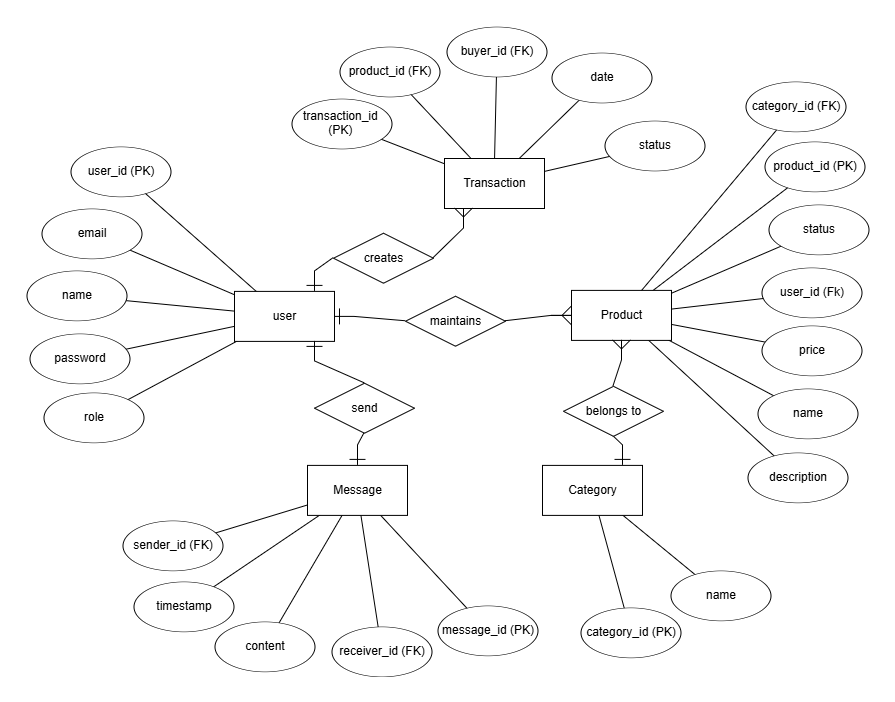 buyer_id (FK)
product_id (FK)
date
transaction_id
(PK)
status
Transaction
category_id (FK)
product_id (PK)
status
user_id (Fk)
price
name
description
Product
user_id (PK)
email
name
password
role
user
creates
maintains
send
belongs to
Message
Category
sender_id (FK)
timestamp
content
receiver_id (FK)
message_id (PK)
category_id (PK)
name